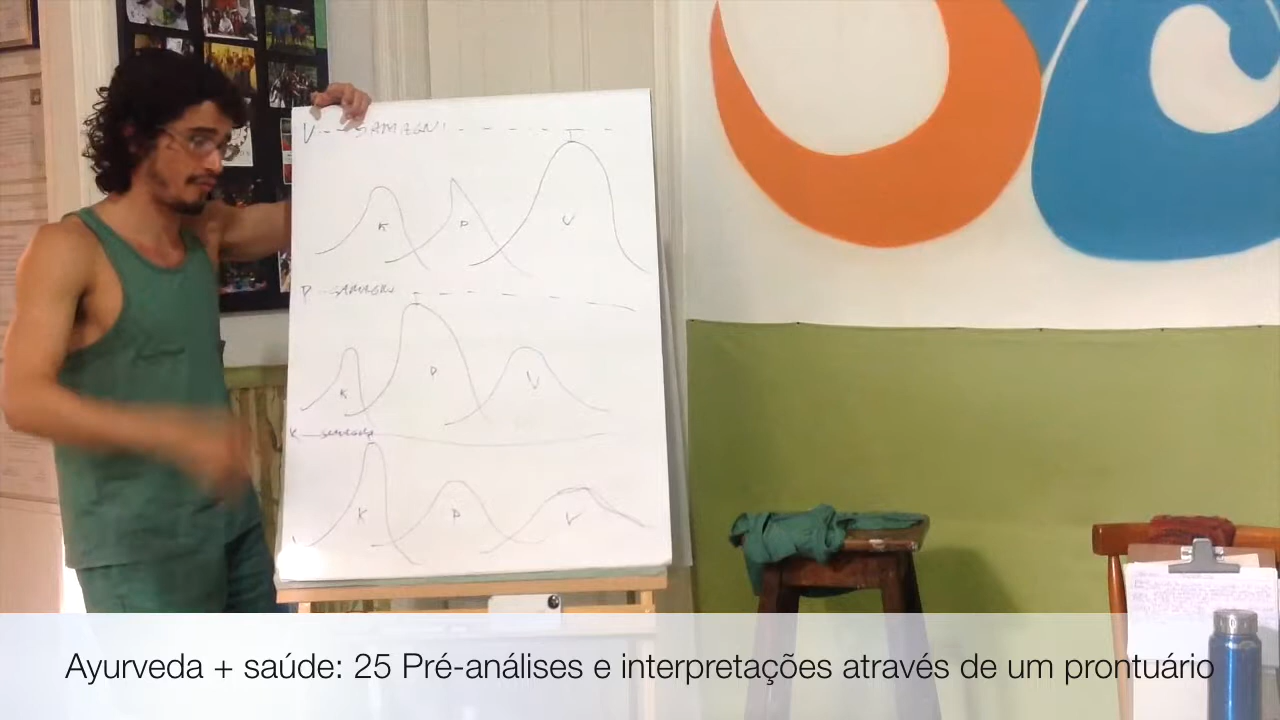 V - - SAMAGNI
K P V
P - SAMAGNI
K P V
K
K P V
Ayurveda + saúde: 25 Pré-análises e interpretações através de um prontuário